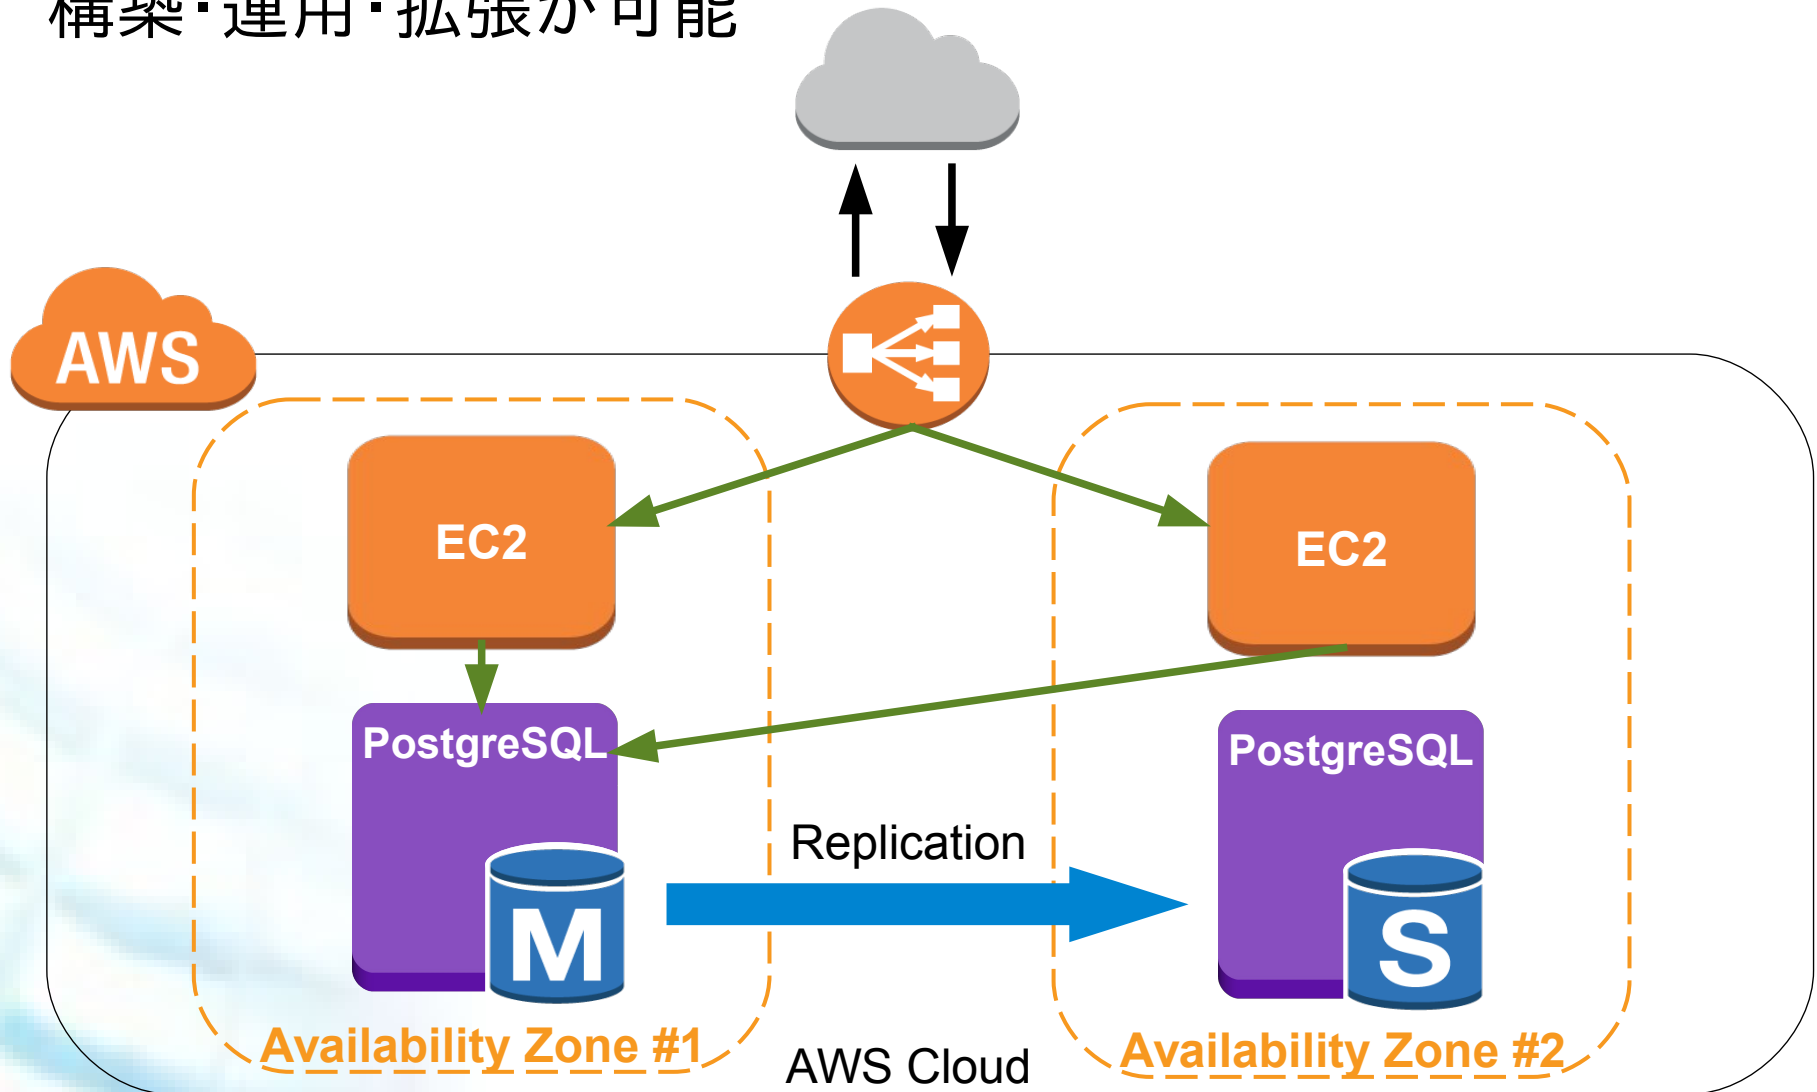 構築･運用･拡張が可能
AWS
EC2
EC2
PostgreSQL
PostgreSQL
Replication
M
S
Availability Zone #1
Availability Zone #2
AWS Cloud